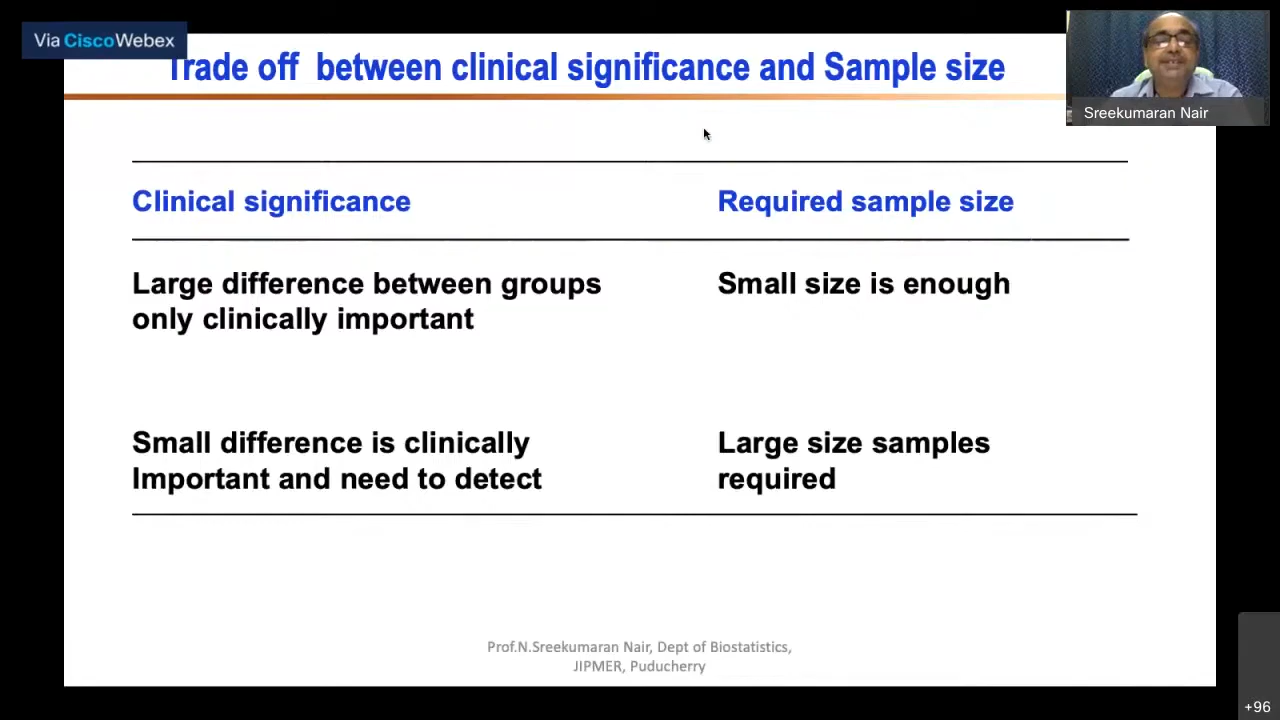 Via CiscoWebex
Trade off between clinical significance and Sample size
Sreekumaran Nair
Clinical significance
Required sample size
Large difference between groups
only clinically important
Small size is enough
Small difference is clinically
Important and need to detect
Large size samples
required
Prof.N.Sreekumaran Nair, Dept of Biostatistics,
JIPMER, Puducherry
+96